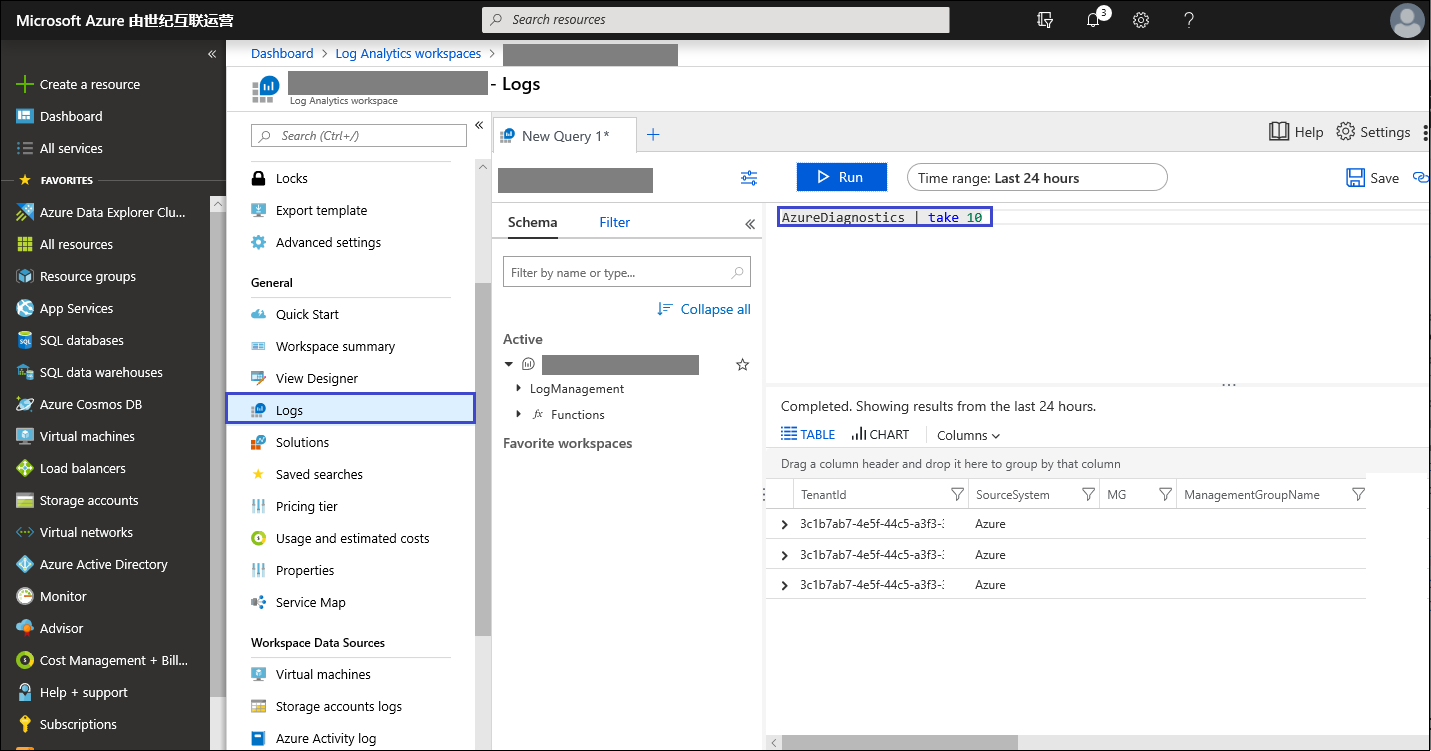 Microsoft Azure 由世纪互联运营
Search resources
3
Create a resource
Dashboard
All services
FAVORITES
Azure Data Explorer Clu...
All resources
Resource groups
App Services
SQL databases
SQL data warehouses
Azure Cosmos DB
Virtual machines
Load balancers
Storage accounts
Virtual networks
Azure Active Directory
Monitor
Advisor
Cost Management + Bill...
Help + support
Subscriptions
Dashboard > Log Analytics workspaces >
- Logs
Log Analytics workspace
Search (Ctrl+/)
Locks
Export template
Advanced settings
General
Quick Start
Workspace summary
View Designer
Logs
Solutions
Saved searches
Pricing tier
Usage and estimated costs
Properties
Service Map
Workspace Data Sources
Virtual machines
Storage accounts logs
Azure Activity log
New Query 1*
Help
Settings
Run
Time range: Last 24 hours
Save
Schema
Filter
Filter by name or type...
Collapse all
Active
LogManagement
fx Functions
Favorite workspaces
AzureDiagnostics | take 10
Completed. Showing results from the last 24 hours.
TABLE
CHART
Columns
Drag a column header and drop it here to group by that column
TenantId SourceSystem MG ManagementGroupName
3c1b7ab7-4e5f-44c5-a3f3- Azure
3c1b7ab7-4e5f-44c5-a3f3- Azure
3c1b7ab7-4e5f-44c5-a3f3- Azure